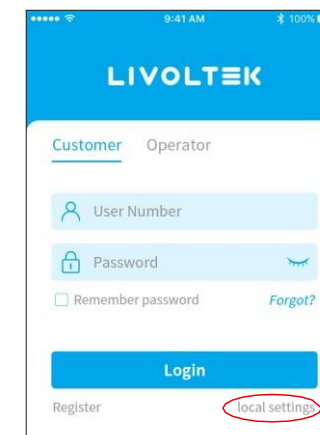 9:41 AM 100%
LIVOLTEK
Customer Operator
User Number
Password
Remember password Forgot?
Login
Register local settings